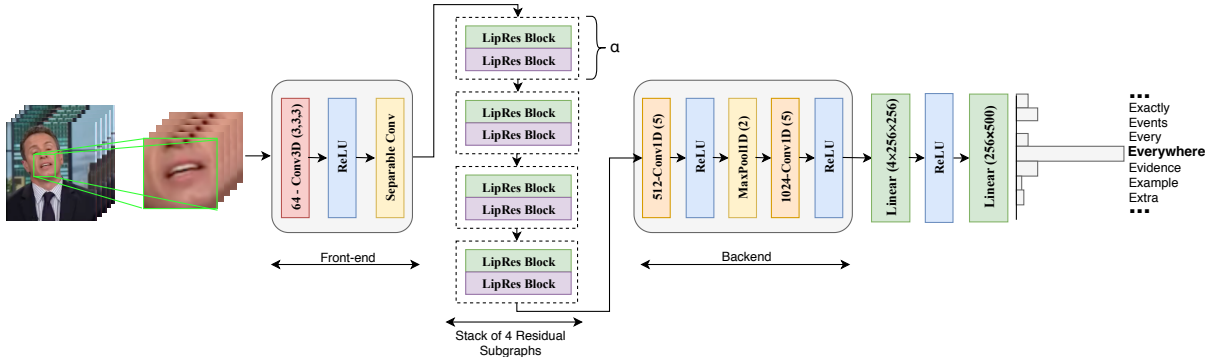 64 - Conv3D (3,3,3)
ReLU
Separable Conv
Front-end
LipRes Block
LipRes Block
α
LipRes Block
LipRes Block
LipRes Block
LipRes Block
LipRes Block
LipRes Block
Stack of 4 Residual
Subgraphs
512-Conv1D (5)
ReLU
MaxPool1D (2)
1024-Conv1D (5)
ReLU
Backend
Linear (4×256×256)
ReLU
Linear (256×500)
...
Exactly
Events
Every
Everywhere
Evidence
Example
Extra
...